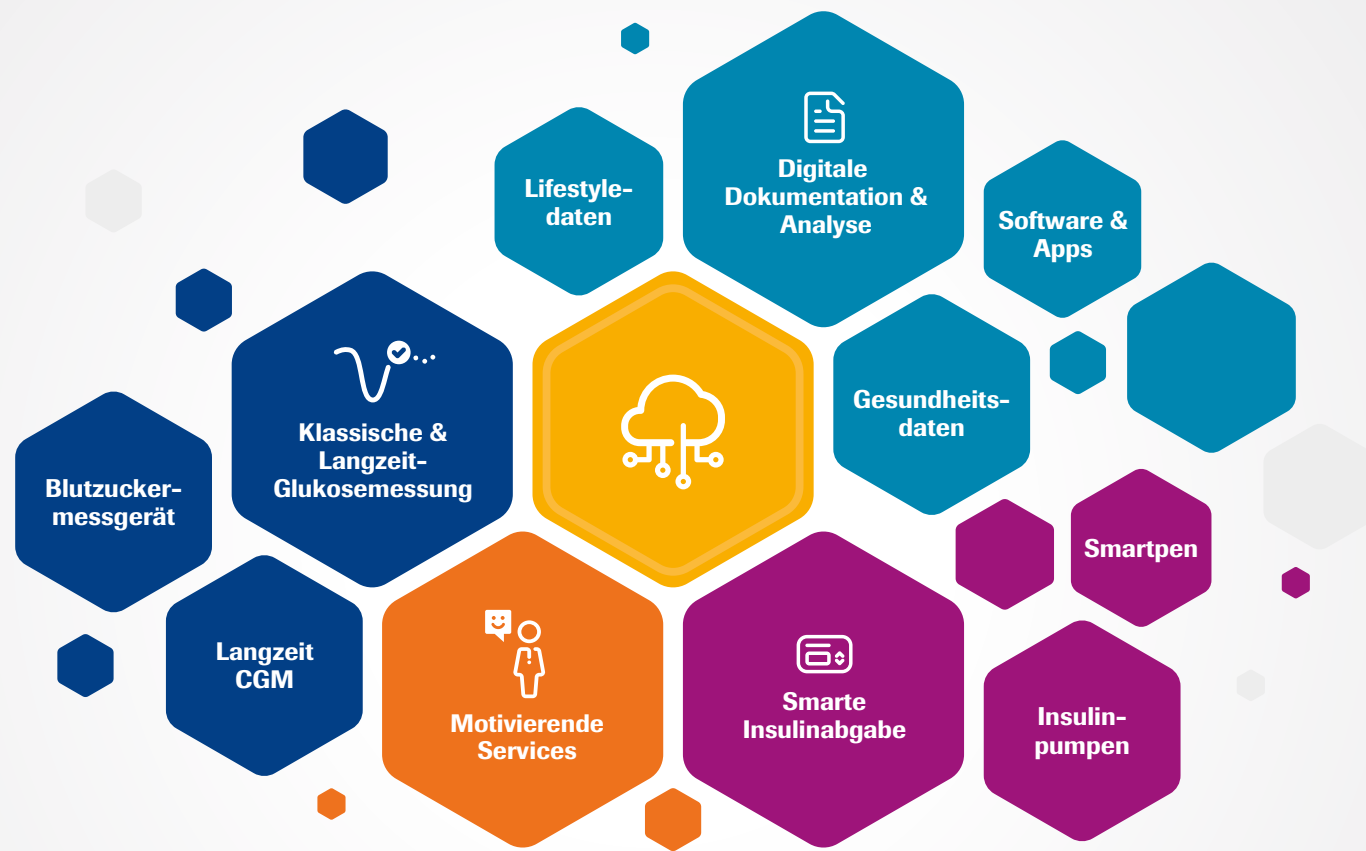 Digitale
Dokumentation &
Analyse
Lifestyle-
daten
Software &
Apps
Klassische &
Langzeit-
Glukosemessung
Gesundheits-
daten
Blutzucker-
messgerät
Smartpen
Langzeit
CGM
Motivierende
Services
Smarte
Insulinabgabe
Insulin-
pumpen